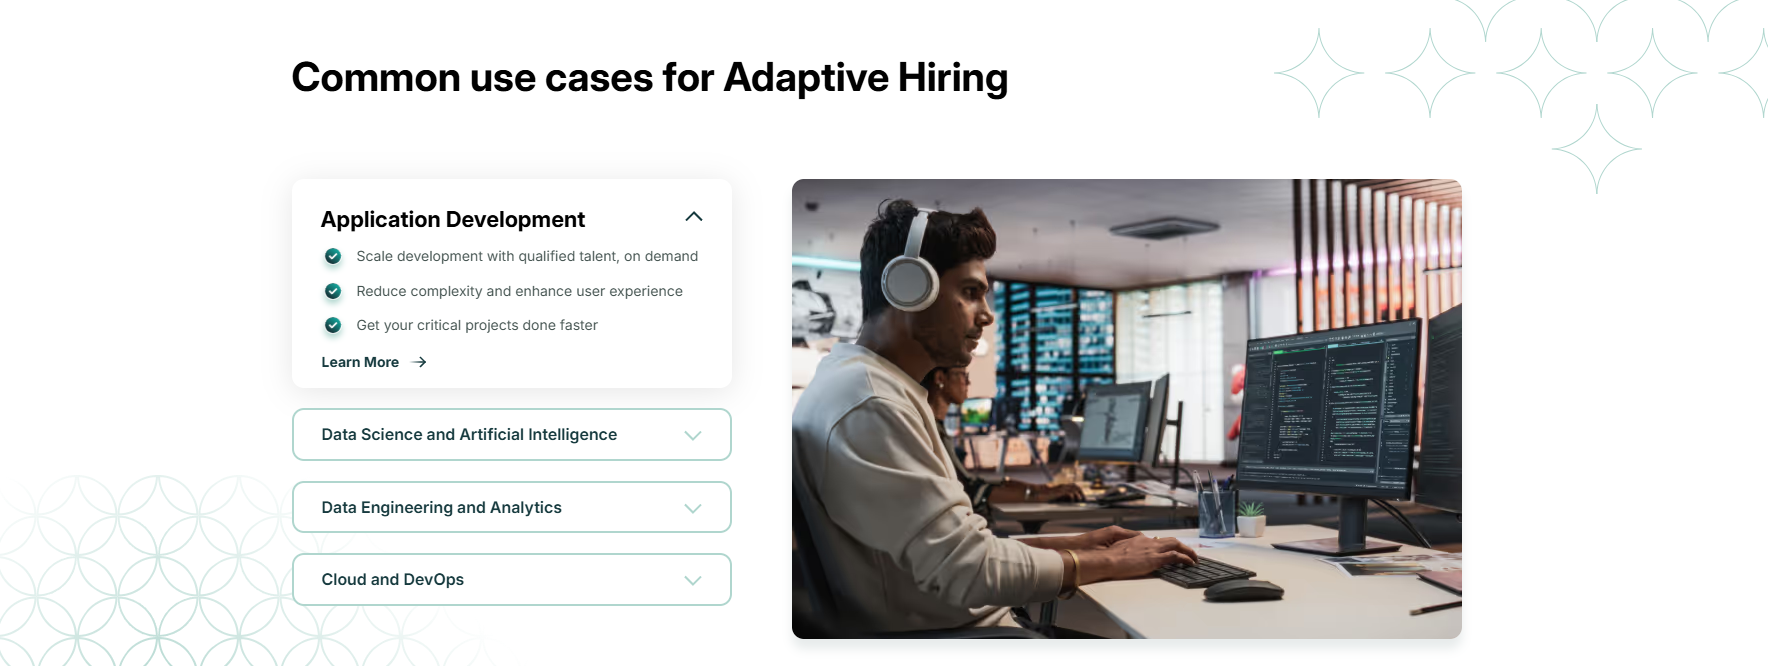 Common use cases for Adaptive Hiring
Application Development
Scale development with qualified talent, on demand
Reduce complexity and enhance user experience
Get your critical projects done faster
Learn More
Data Science and Artificial Intelligence
Data Engineering and Analytics
Cloud and DevOps